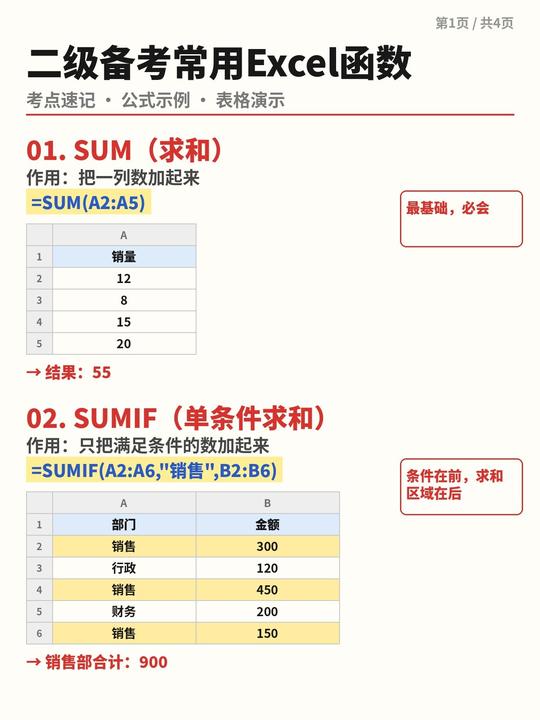 第1页 / 共4页
二级备考常用Excel函数
考点速记 · 公式示例 · 表格演示
01. SUM（求和）
作用：把一列数加起来
=SUM(A2:A5)
最基础，必会
A
1 销量
2 12
3 8
4 15
5 20
→ 结果：55
02. SUMIF（单条件求和）
作用：只把满足条件的数加起来
=SUMIF(A2:A6,"销售",B2:B6)
条件在前，求和
区域在后
A B
1 部门 金额
2 销售 300
3 行政 120
4 销售 450
5 财务 200
6 销售 150
→ 销售部合计：900